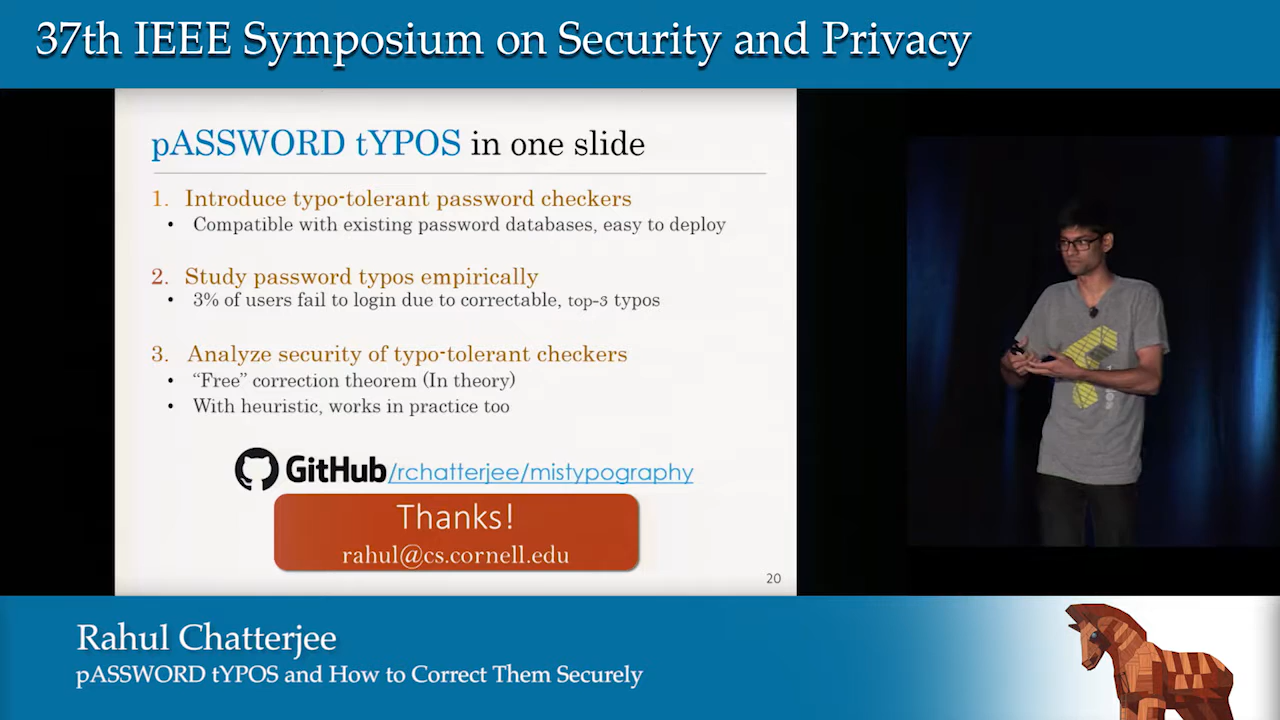 37th IEEE Symposium on Security and Privacy
pASSWORD tYPOS in one slide
1. Introduce typo-tolerant password checkers
• Compatible with existing password databases, easy to deploy
2. Study password typos empirically
• 3% of users fail to login due to correctable, top-3 typos
3. Analyze security of typo-tolerant checkers
• “Free” correction theorem (In theory)
• With heuristic, works in practice too
GitHub/rchatterjee/mistypography
Thanks!
rahul@cs.cornell.edu
20
Rahul Chatterjee
pASSWORD tYPOS and How to Correct Them Securely